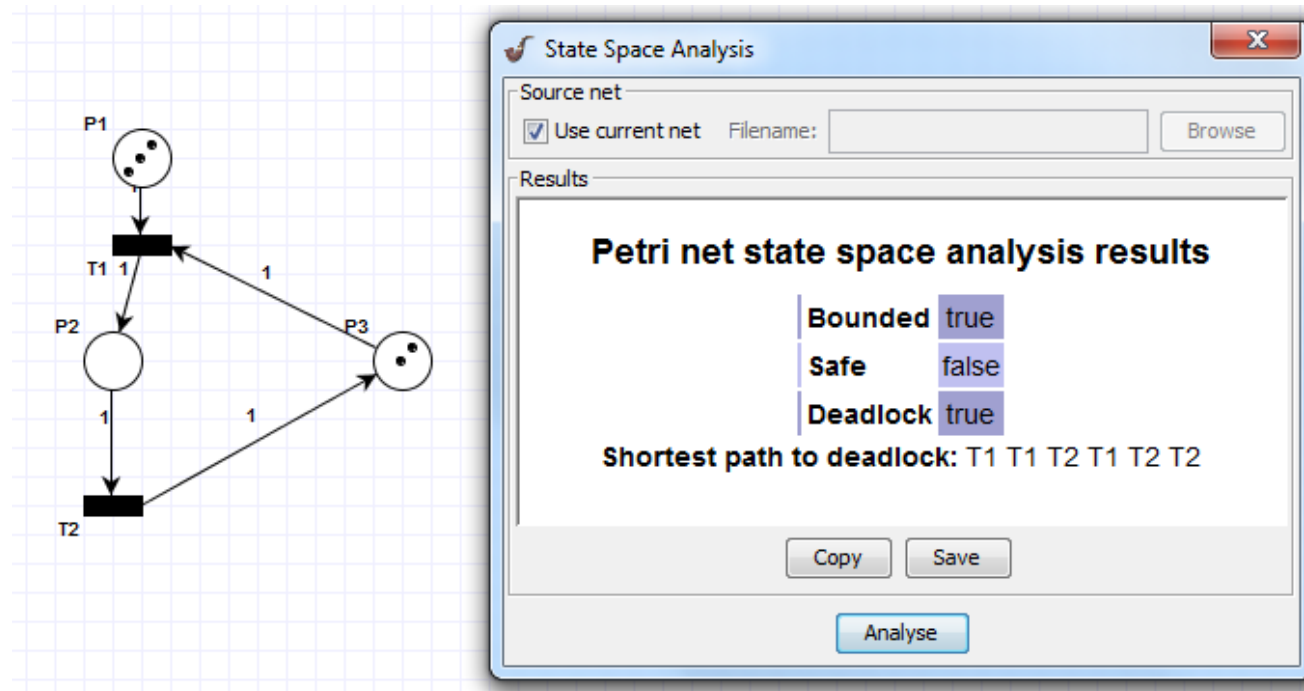 P1
1
T1 1
1
P2
P3
1
1
T2
State Space Analysis
Source net
Use current net Filename: Browse
Results
Petri net state space analysis results
Bounded true
Safe false
Deadlock true
Shortest path to deadlock: T1 T1 T2 T1 T2 T2
Copy Save
Analyse